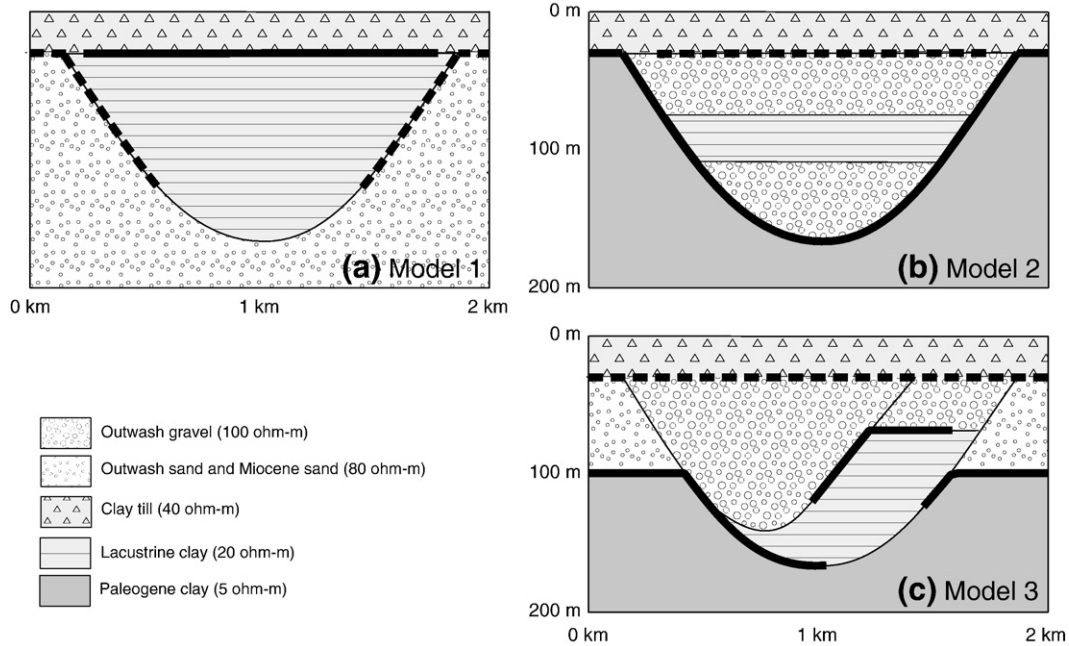 (a) Model 1
0 km
1 km
2 km
0 m
100 m
200 m
(b) Model 2
0 m
100 m
200 m
(c) Model 3
0 km
1 km
2 km
Outwash gravel (100 ohm-m)
Outwash sand and Miocene sand (80 ohm-m)
Clay till (40 ohm-m)
Lacustrine clay (20 ohm-m)
Paleogene clay (5 ohm-m)